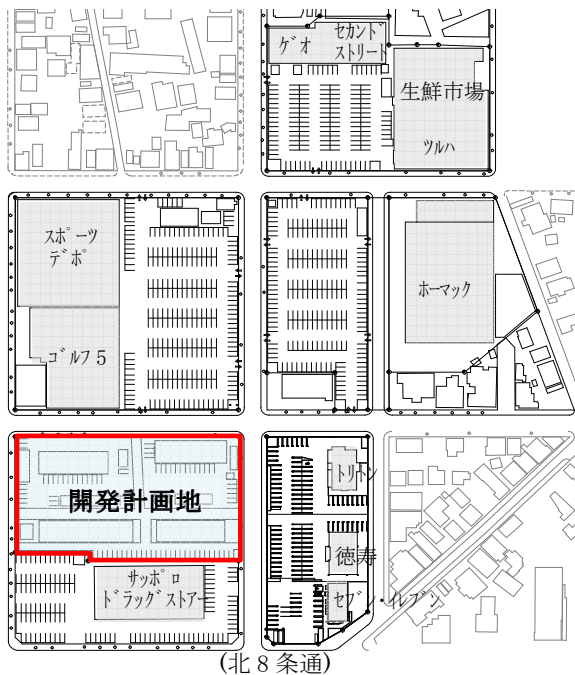 セカンド
ストリート
ゲオ
生鮮市場
ツルハ
スポーツ
デポ
ゴルフ5
ホーマック
開発計画地
トリトン
徳寿
サッポロ
ドラッグストアー
セブン・イレブン
(北8条通)